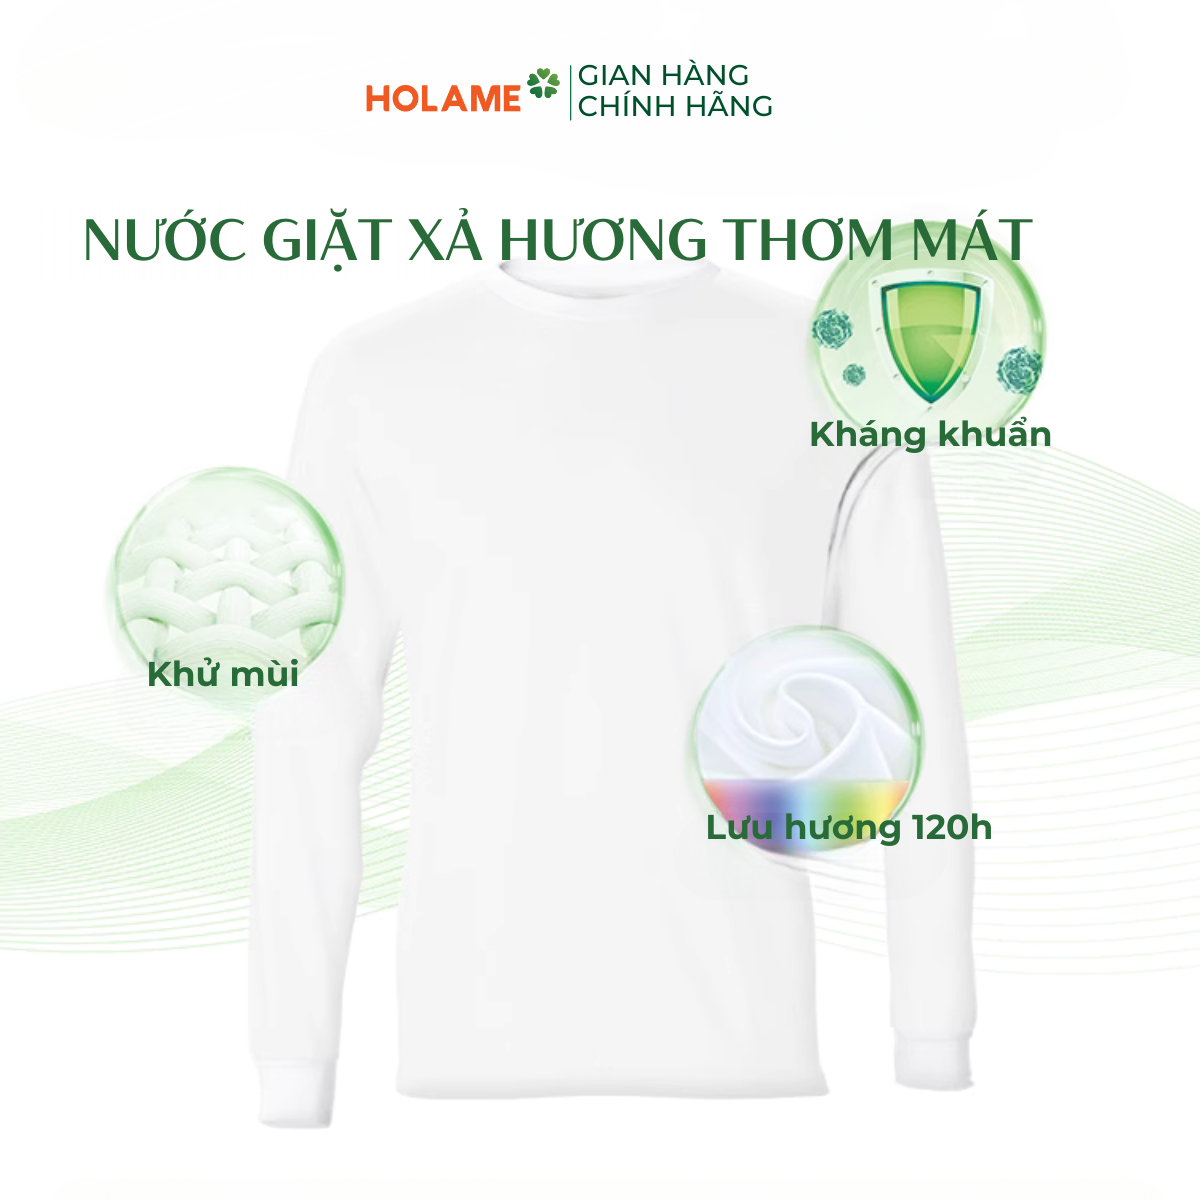 HOLAME
GIAN HÀNG
CHÍNH HÃNG
NƯỚC GIẶT XẢ HƯƠNG THƠM MÁT
Kháng khuẩn
Khử mùi
Lưu hương 120h